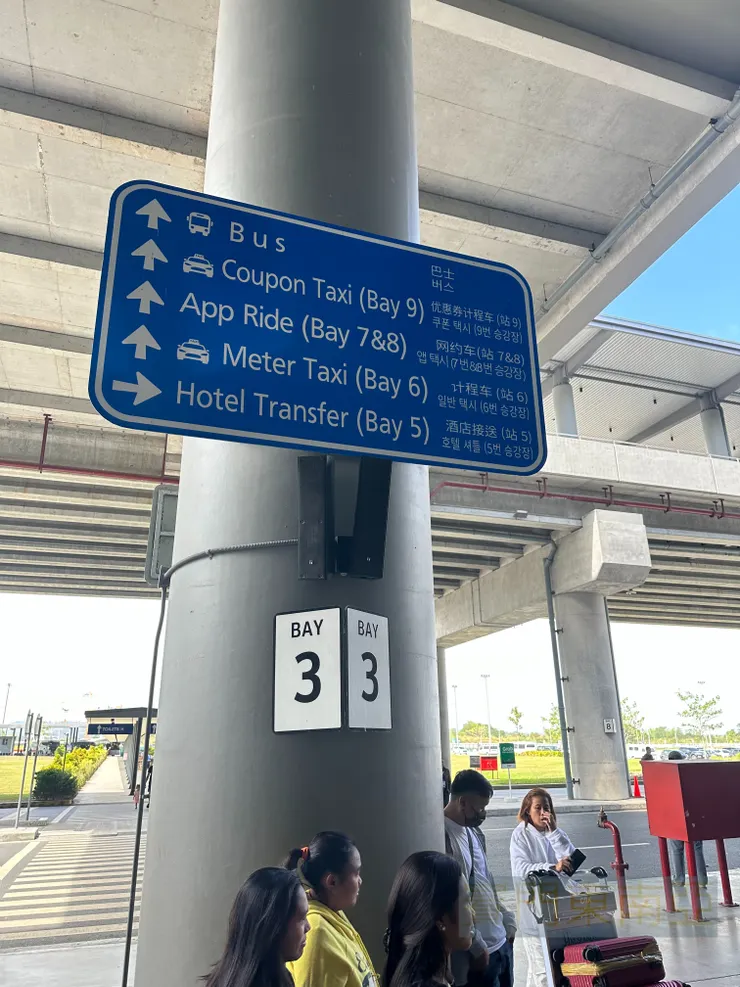 Bus
巴士
버스
Coupon Taxi (Bay 9)
优惠券计程车 (站 9)
쿠폰 택시 (9번 승강장)
App Ride (Bay 7&8)
网约车(站 7&8)
앱 택시(7번&8번 승강장)
Meter Taxi (Bay 6)
计程车 (站 6)
일반 택시 (6번 승강장)
Hotel Transfer (Bay 5)
酒店接送 (站 5)
호텔 셔틀 (5번 승강장)
BAY
3
BAY
3
8
Grab